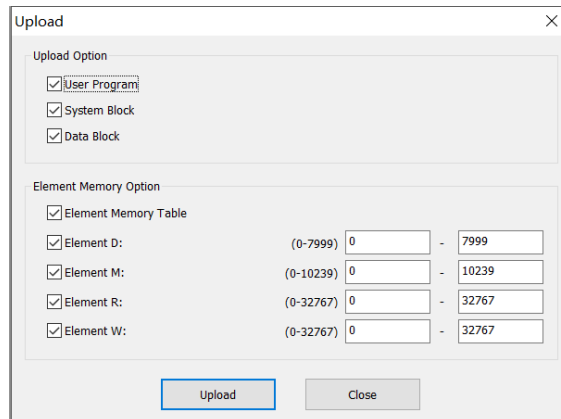 Upload
Upload Option
User Program
System Block
Data Block
Element Memory Option
Element Memory Table
Element D: (0-7999) 0 - 7999
Element M: (0-10239) 0 - 10239
Element R: (0-32767) 0 - 32767
Element W: (0-32767) 0 - 32767
Upload Close